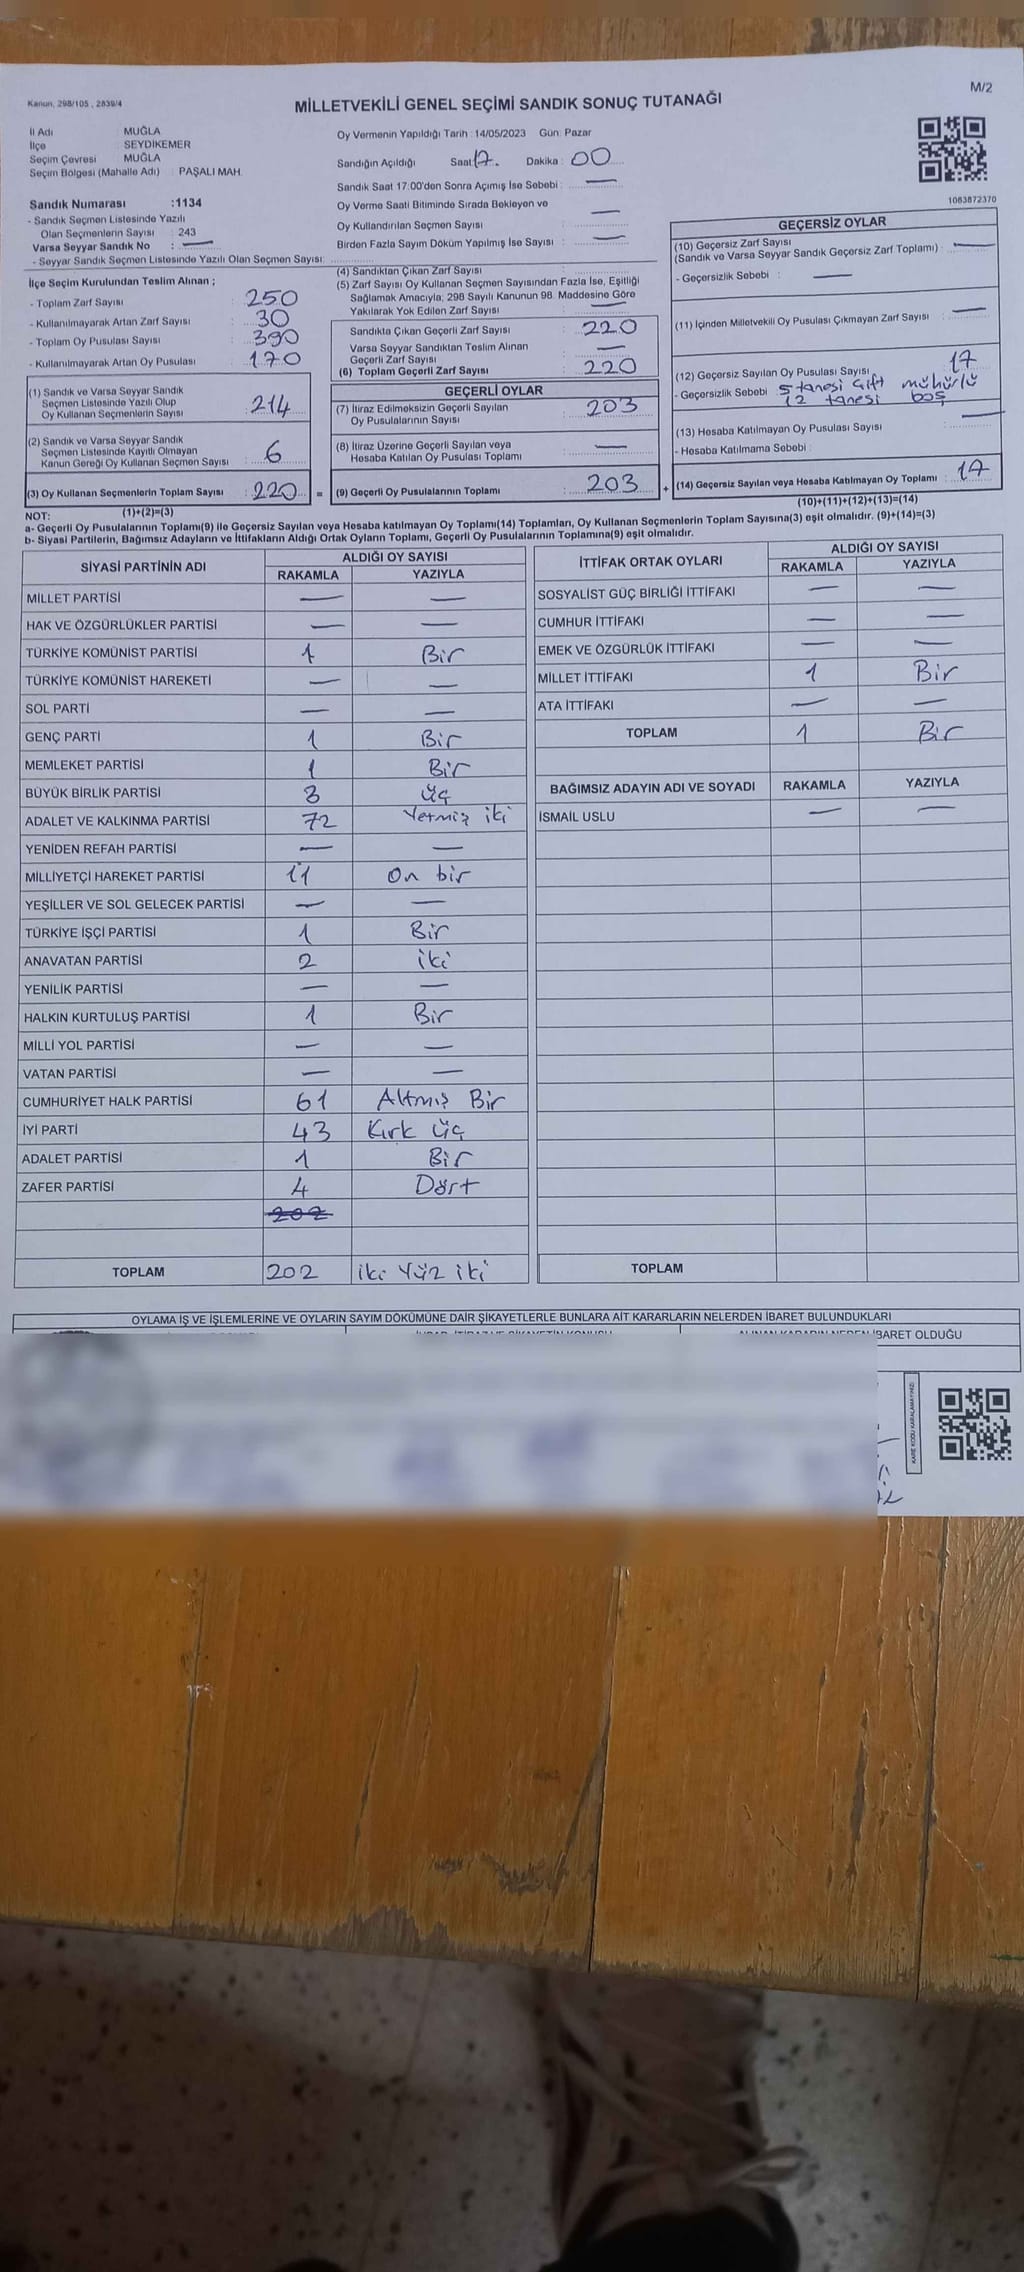 Kanun, 298/105 , 2839/4
M/2
MİLLETVEKİLİ GENEL SEÇİMİ SANDIK SONUÇ TUTANAĞI
İl Adı : MUĞLA
İlçe : SEYDİKEMER
Seçim Çevresi : MUĞLA
Seçim Bölgesi (Mahalle Adı) : PAŞALI MAH.
Sandık Numarası :1134
- Sandık Seçmen Listesinde Yazılı
Olan Seçmenlerin Sayısı : 243
Varsa Seyyar Sandık No : —
- Seyyar Sandık Seçmen Listesinde Yazılı Olan Seçmen Sayısı:
Oy Vermenin Yapıldığı Tarih :14/05/2023 Gün: Pazar
Sandığın Açıldığı Saat 17. Dakika : 00
Sandık Saat 17:00'den Sonra Açımış İse Sebebi : —
Oy Verme Saati Bitiminde Sırada Bekleyen ve
Oy Kullandırılan Seçmen Sayısı —
Birden Fazla Sayım Döküm Yapılmış İse Sayısı : —
1083872370
İlçe Seçim Kurulundan Teslim Alınan ;
- Toplam Zarf Sayısı : 250
- Kullanılmayarak Artan Zarf Sayısı : 30
- Toplam Oy Pusulası Sayısı : 390
- Kullanılmayarak Artan Oy Pusulası : 170
(1) Sandık ve Varsa Seyyar Sandık
Seçmen Listesinde Yazılı Olup
Oy Kullanan Seçmenlerin Sayısı : 214
(2) Sandık ve Varsa Seyyar Sandık
Seçmen Listesinde Kayıtlı Olmayan
Kanun Gereği Oy Kullanan Seçmen Sayısı : 6
(3) Oy Kullanan Seçmenlerin Toplam Sayısı : 220 =
(1)+(2)=(3)
(4) Sandıktan Çıkan Zarf Sayısı :
(5) Zarf Sayısı Oy Kullanan Seçmen Sayısından Fazla İse, Eşitliği
Sağlamak Amacıyla; 298 Sayılı Kanunun 98. Maddesine Göre
Yakılarak Yok Edilen Zarf Sayısı : —
Sandıkta Çıkan Geçerli Zarf Sayısı : 220
Varsa Seyyar Sandıktan Teslim Alınan
Geçerli Zarf Sayısı —
(6) Toplam Geçerli Zarf Sayısı : 220
GEÇERLİ OYLAR
(7) İtiraz Edilmeksizin Geçerli Sayılan
Oy Pusulalarının Sayısı : 203
(8) İtiraz Üzerine Geçerli Sayılan veya
Hesaba Katılan Oy Pusulası Toplamı : —
(9) Geçerli Oy Pusulalarının Toplamı : 203 +
GEÇERSİZ OYLAR
(10) Geçersiz Zarf Sayısı
(Sandık ve Varsa Seyyar Sandık Geçersiz Zarf Toplamı) : —
- Geçersizlik Sebebi : —
(11) İçinden Milletvekili Oy Pusulası Çıkmayan Zarf Sayısı : —
(12) Geçersiz Sayılan Oy Pusulası Sayısı : 17
- Geçersizlik Sebebi 5 tanesi çift mühürlü
12 tanesi boş
(13) Hesaba Katılmayan Oy Pusulası Sayısı : —
- Hesaba Katılmama Sebebi :
(14) Geçersiz Sayılan veya Hesaba Katılmayan Oy Toplamı : 17
(10)+(11)+(12)+(13)=(14)
NOT:
a- Geçerli Oy Pusulalarının Toplamı(9) ile Geçersiz Sayılan veya Hesaba katılmayan Oy Toplamı(14) Toplamları, Oy Kullanan Seçmenlerin Toplam Sayısına(3) eşit olmalıdır. (9)+(14)=(3)
b- Siyasi Partilerin, Bağımsız Adayların ve İttifakların Aldığı Ortak Oyların Toplamı, Geçerli Oy Pusulalarının Toplamına(9) eşit olmalıdır.
SİYASİ PARTİNİN ADI ALDIĞI OY SAYISI
RAKAMLA YAZIYLA
MİLLET PARTİSİ — —
HAK VE ÖZGÜRLÜKLER PARTİSİ — —
TÜRKİYE KOMÜNİST PARTİSİ 1 Bir
TÜRKİYE KOMÜNİST HAREKETİ — —
SOL PARTİ — —
GENÇ PARTİ 1 Bir
MEMLEKET PARTİSİ 1 Bir
BÜYÜK BİRLİK PARTİSİ 3 üç
ADALET VE KALKINMA PARTİSİ 72 Yetmiş iki
YENİDEN REFAH PARTİSİ — —
MİLLİYETÇİ HAREKET PARTİSİ 11 On bir
YEŞİLLER VE SOL GELECEK PARTİSİ — —
TÜRKİYE İŞÇİ PARTİSİ 1 Bir
ANAVATAN PARTİSİ 2 iki
YENİLİK PARTİSİ — —
HALKIN KURTULUŞ PARTİSİ 1 Bir
MİLLİ YOL PARTİSİ — —
VATAN PARTİSİ — —
CUMHURİYET HALK PARTİSİ 61 Altmış Bir
İYİ PARTİ 43 Kırk üç
ADALET PARTİSİ 1 Bir
ZAFER PARTİSİ 4 Dört
202
TOPLAM 202 iki Yüz iki
İTTİFAK ORTAK OYLARI ALDIĞI OY SAYISI
RAKAMLA YAZIYLA
SOSYALİST GÜÇ BİRLİĞİ İTTİFAKI — —
CUMHUR İTTİFAKI — —
EMEK VE ÖZGÜRLÜK İTTİFAKI — —
MİLLET İTTİFAKI 1 Bir
ATA İTTİFAKI — —
TOPLAM 1 Bir
BAĞIMSIZ ADAYIN ADI VE SOYADI RAKAMLA YAZIYLA
İSMAİL USLU — —
TOPLAM
OYLAMA İŞ VE İŞLEMLERİNE VE OYLARIN SAYIM DÖKÜMÜNE DAİR ŞİKAYETLERLE BUNLARA AİT KARARLARIN NELERDEN İBARET BULUNDUKLARI
İBARET OLDUĞU
KARE KODU KARALAMAYINIZ!